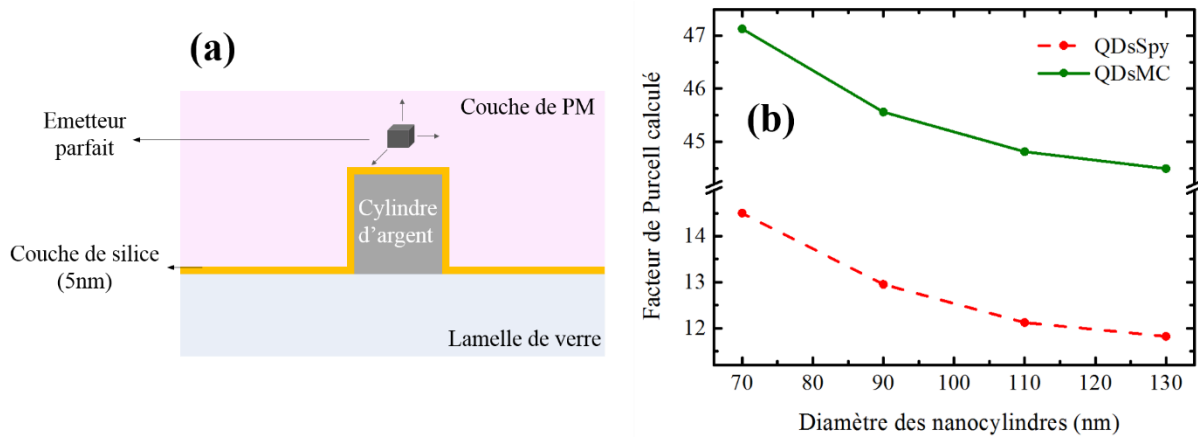 (a)
Couche de PM
Emetteur
parfait
Cylindre
d’argent
Couche de silice
(5nm)
Lamelle de verre
Facteur de Purcell calculé
47
46
45
14
13
12
QDsSpy
QDsMC
(b)
70 80 90 100 110 120 130
Diamètre des nanocylindres (nm)